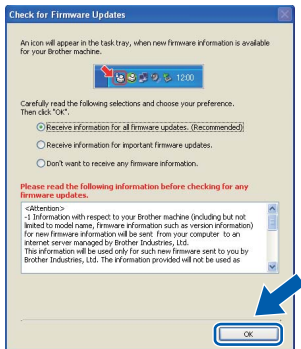 Check for Firmware Updates
An icon will appear in the task tray, when new firmware information is available
for your Brother machine.
12:00
Carefully read the following selections and choose your preference.
Then click "OK".
Receive information for all firmware updates. (Recommended)
Receive information for important firmware updates.
Don't want to receive any firmware information.
Please read the following information before checking for any
firmware updates.
<Attention>
-1 Information with respect to your Brother machine (including but not
limited to model name, firmware information such as version information)
for new firmware information will be sent from your computer to an
internet server managed by Brother Industries, Ltd.
This information will be used only for such new firmware sent to you by
Brother Industries, Ltd. The information provided will not be used as
OK